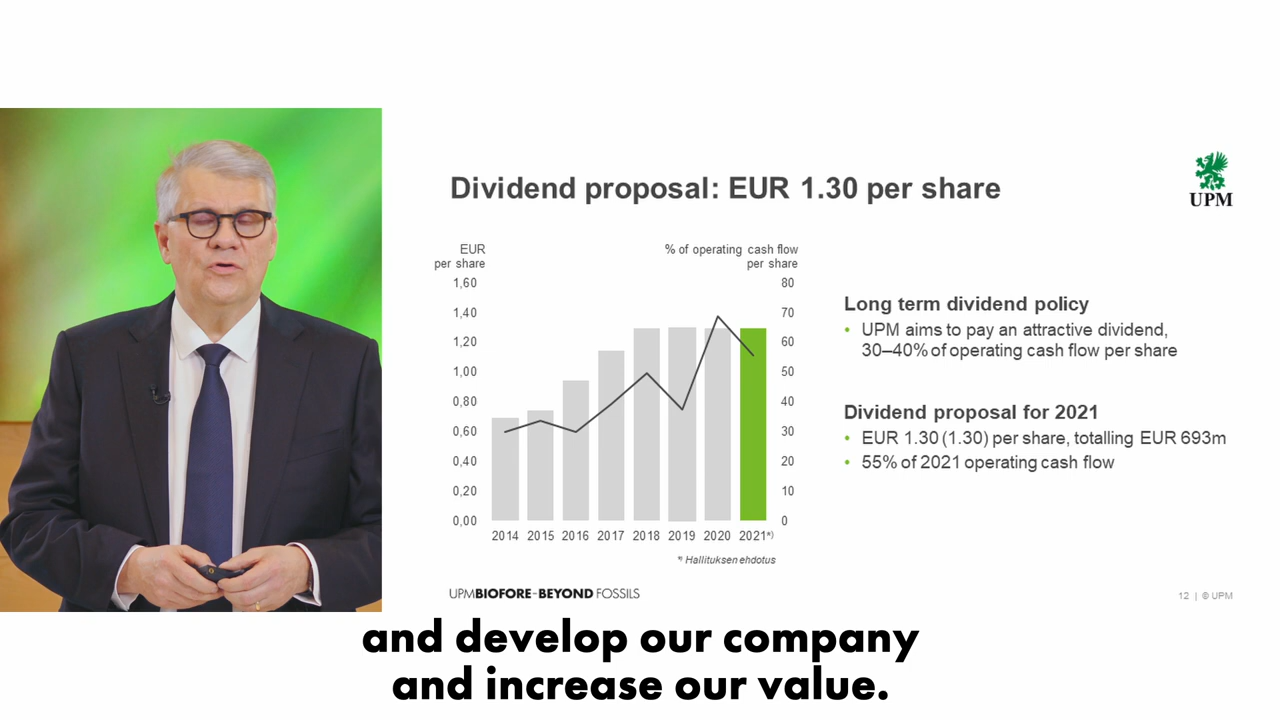 Dividend proposal: EUR 1.30 per share
UPM
EUR
per share
% of operating cash flow
per share
1,60
1,40
1,20
1,00
0,80
0,60
0,40
0,20
0,00
80
70
60
50
40
30
20
10
0
2014 2015 2016 2017 2018 2019 2020 2021*)
*) Hallituksen ehdotus
Long term dividend policy
• UPM aims to pay an attractive dividend,
30–40% of operating cash flow per share
Dividend proposal for 2021
• EUR 1.30 (1.30) per share, totalling EUR 693m
• 55% of 2021 operating cash flow
UPM BIOFORE–BEYOND FOSSILS
12 | © UPM
and develop our company
and increase our value.